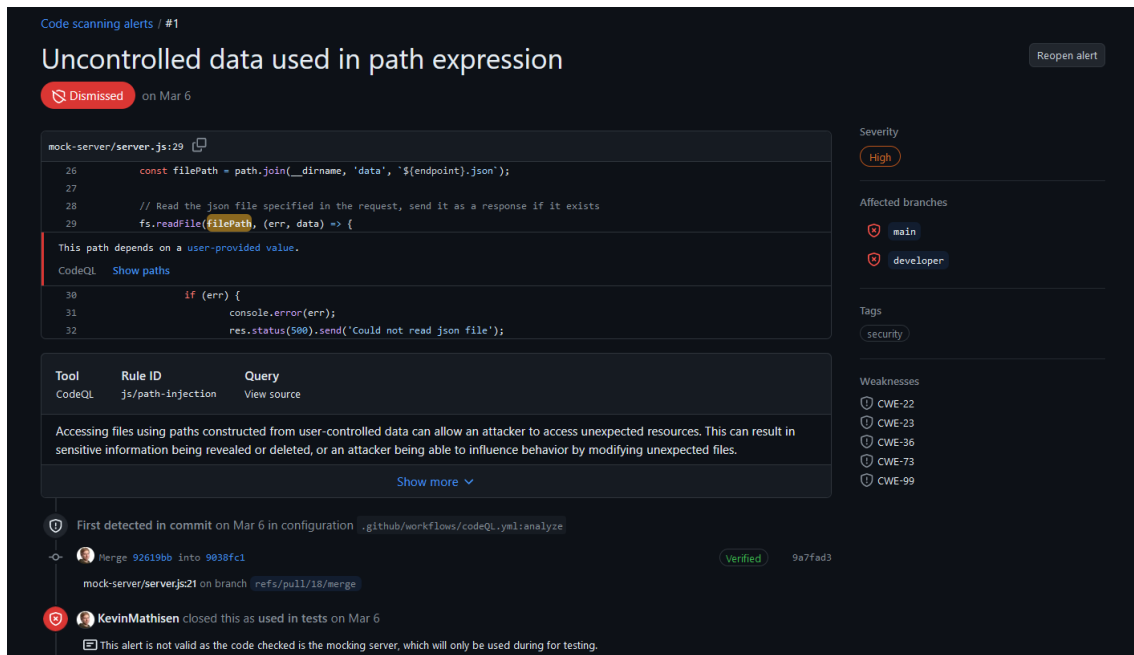 Code scanning alerts / #1
Uncontrolled data used in path expression
Reopen alert
Dismissed on Mar 6
mock-server/server.js:29
26 const filePath = path.join(__dirname, 'data', `${endpoint}.json`);
27
28 // Read the json file specified in the request, send it as a response if it exists
29 fs.readFile(filePath, (err, data) => {
This path depends on a user-provided value.
CodeQL Show paths
30 if (err) {
31 console.error(err);
32 res.status(500).send('Could not read json file');
Tool Rule ID Query
CodeQL js/path-injection View source
Accessing files using paths constructed from user-controlled data can allow an attacker to access unexpected resources. This can result in
sensitive information being revealed or deleted, or an attacker being able to influence behavior by modifying unexpected files.
Show more
First detected in commit on Mar 6 in configuration .github/workflows/codeQL.yml:analyze
Merge 92619bb into 9038fc1 Verified 9a7fad3
mock-server/server.js:21 on branch refs/pull/18/merge
KevinMathisen closed this as used in tests on Mar 6
This alert is not valid as the code checked is the mocking server, which will only be used during for testing.
Severity
High
Affected branches
main
developer
Tags
security
Weaknesses
CWE-22
CWE-23
CWE-36
CWE-73
CWE-99